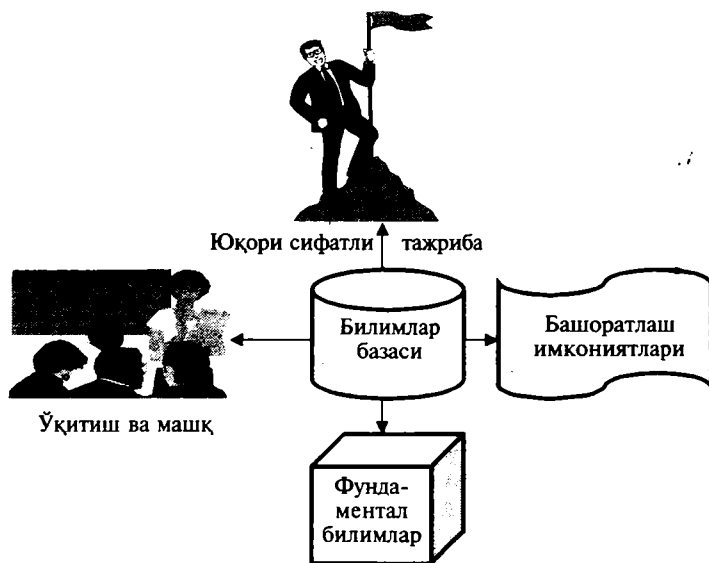 Юқори сифатли тажриба
Билимлар
базаси
Башоратлаш
имкониятлари
Ўқитиш ва машқ
Фунда-
ментал
билимлар